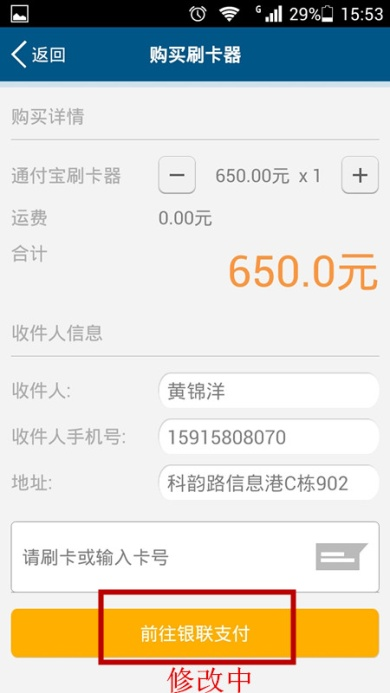 G 29% 15:53
返回 购买刷卡器
购买详情
通付宝刷卡器 − 650.00元 x 1 +
运费 0.00元
合计 650.0元
收件人信息
收件人: 黄锦洋
收件人手机号: 15915808070
地址: 科韵路信息港C栋902
请刷卡或输入卡号
前往银联支付
修改中